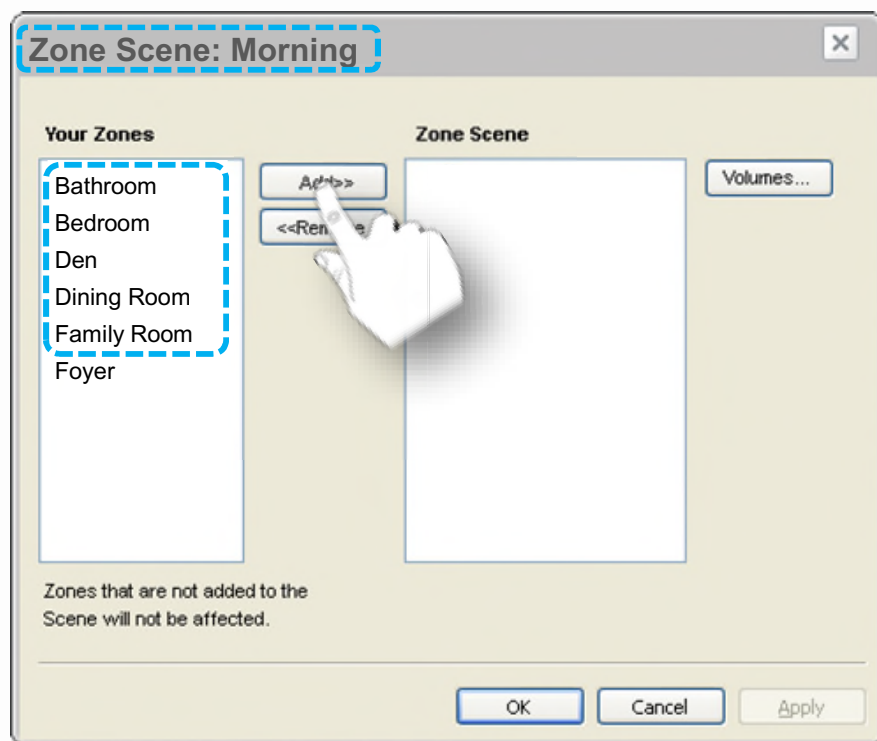 Zone Scene: Morning
Your Zones
Zone Scene
Bathroom
Bedroom
Den
Dining Room
Family Room
Foyer
Volumes...
Zones that are not added to the
Scene will not be affected.
OK
Cancel
Apply